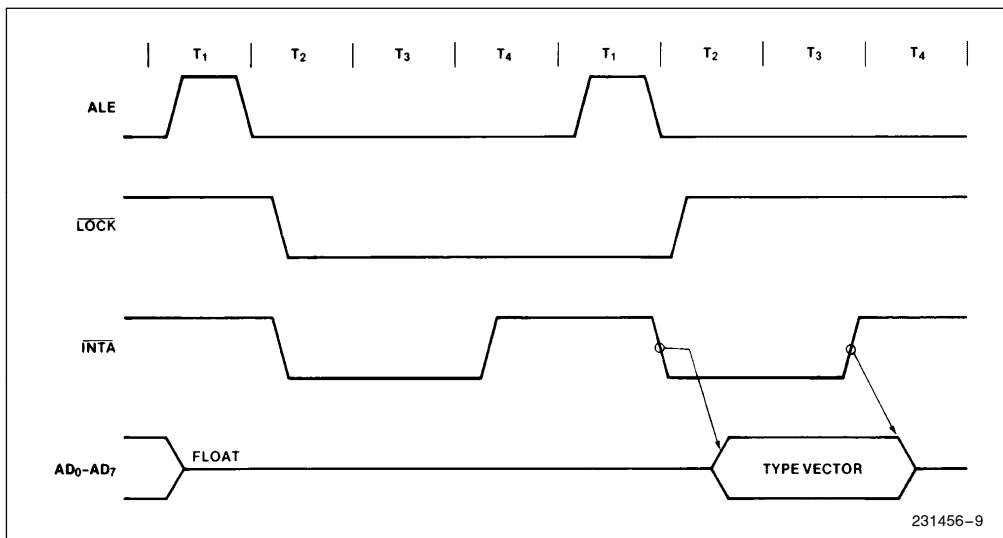 T1 T2 T3 T4 T1 T2 T3 T4
ALE
LOCK
INTA
FLOAT
AD0-AD7
TYPE VECTOR
231456-9